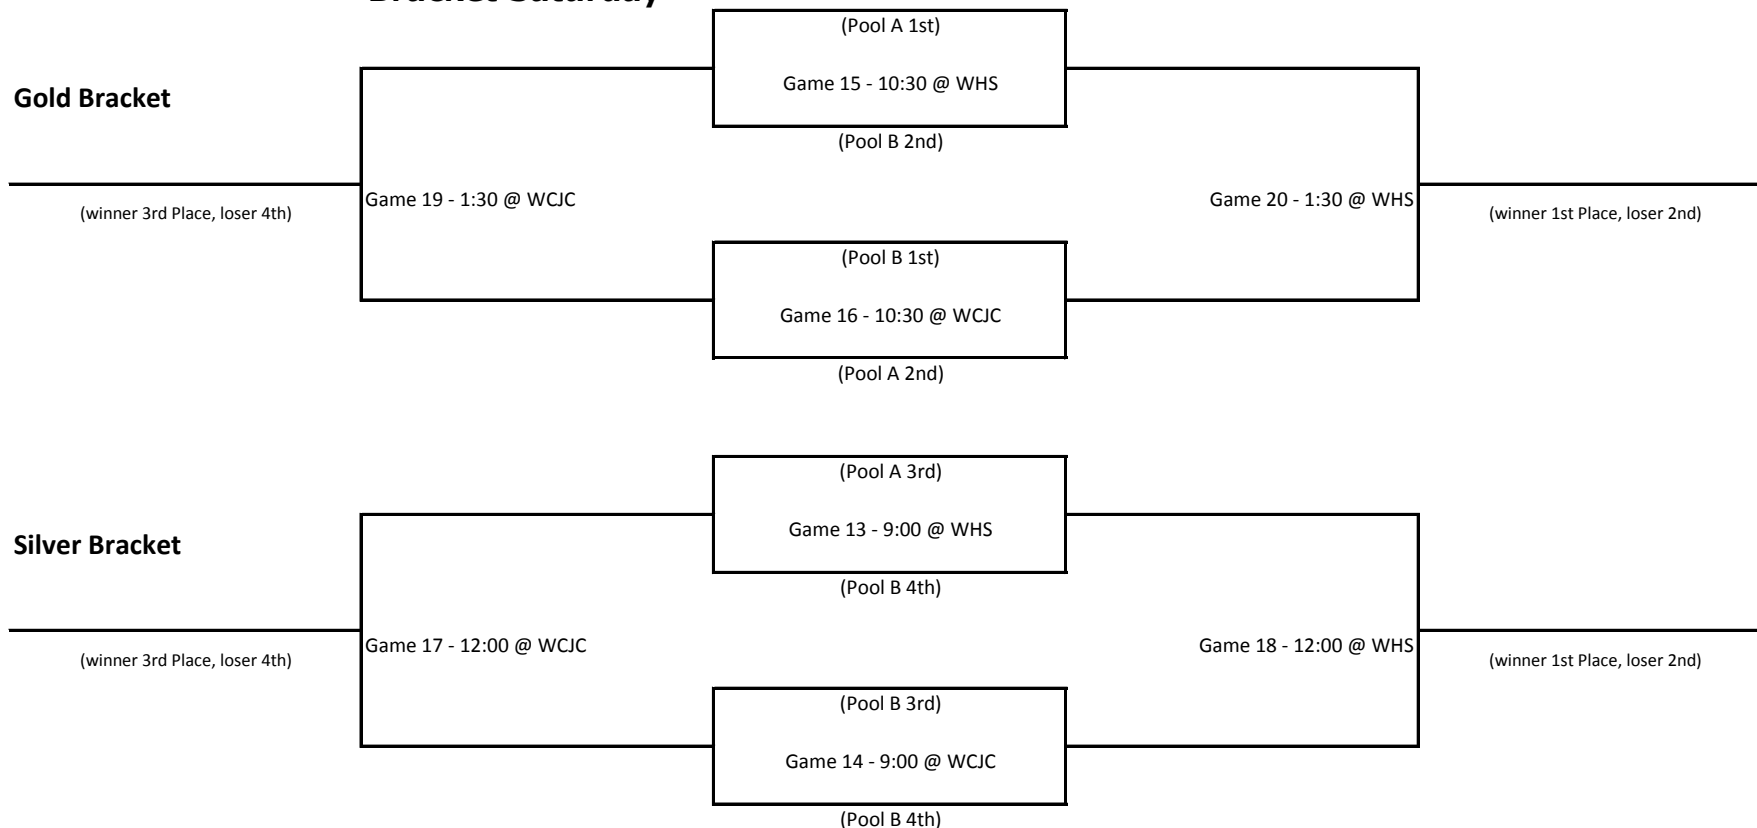 Bracket Saturday
(Pool A 1st)
Game 15 - 10:30 @ WHS
Gold Bracket
(Pool B 2nd)
Game 19 - 1:30 @ WCJC
Game 20 - 1:30 @ WHS
(winner 3rd Place, loser 4th)
(winner 1st Place, loser 2nd)
(Pool B 1st)
Game 16 - 10:30 @ WCJC
(Pool A 2nd)
(Pool A 3rd)
Game 13 - 9:00 @ WHS
Silver Bracket
(Pool B 4th)
Game 17 - 12:00 @ WCJC
Game 18 - 12:00 @ WHS
(winner 3rd Place, loser 4th)
(winner 1st Place, loser 2nd)
(Pool B 3rd)
Game 14 - 9:00 @ WCJC
(Pool B 4th)